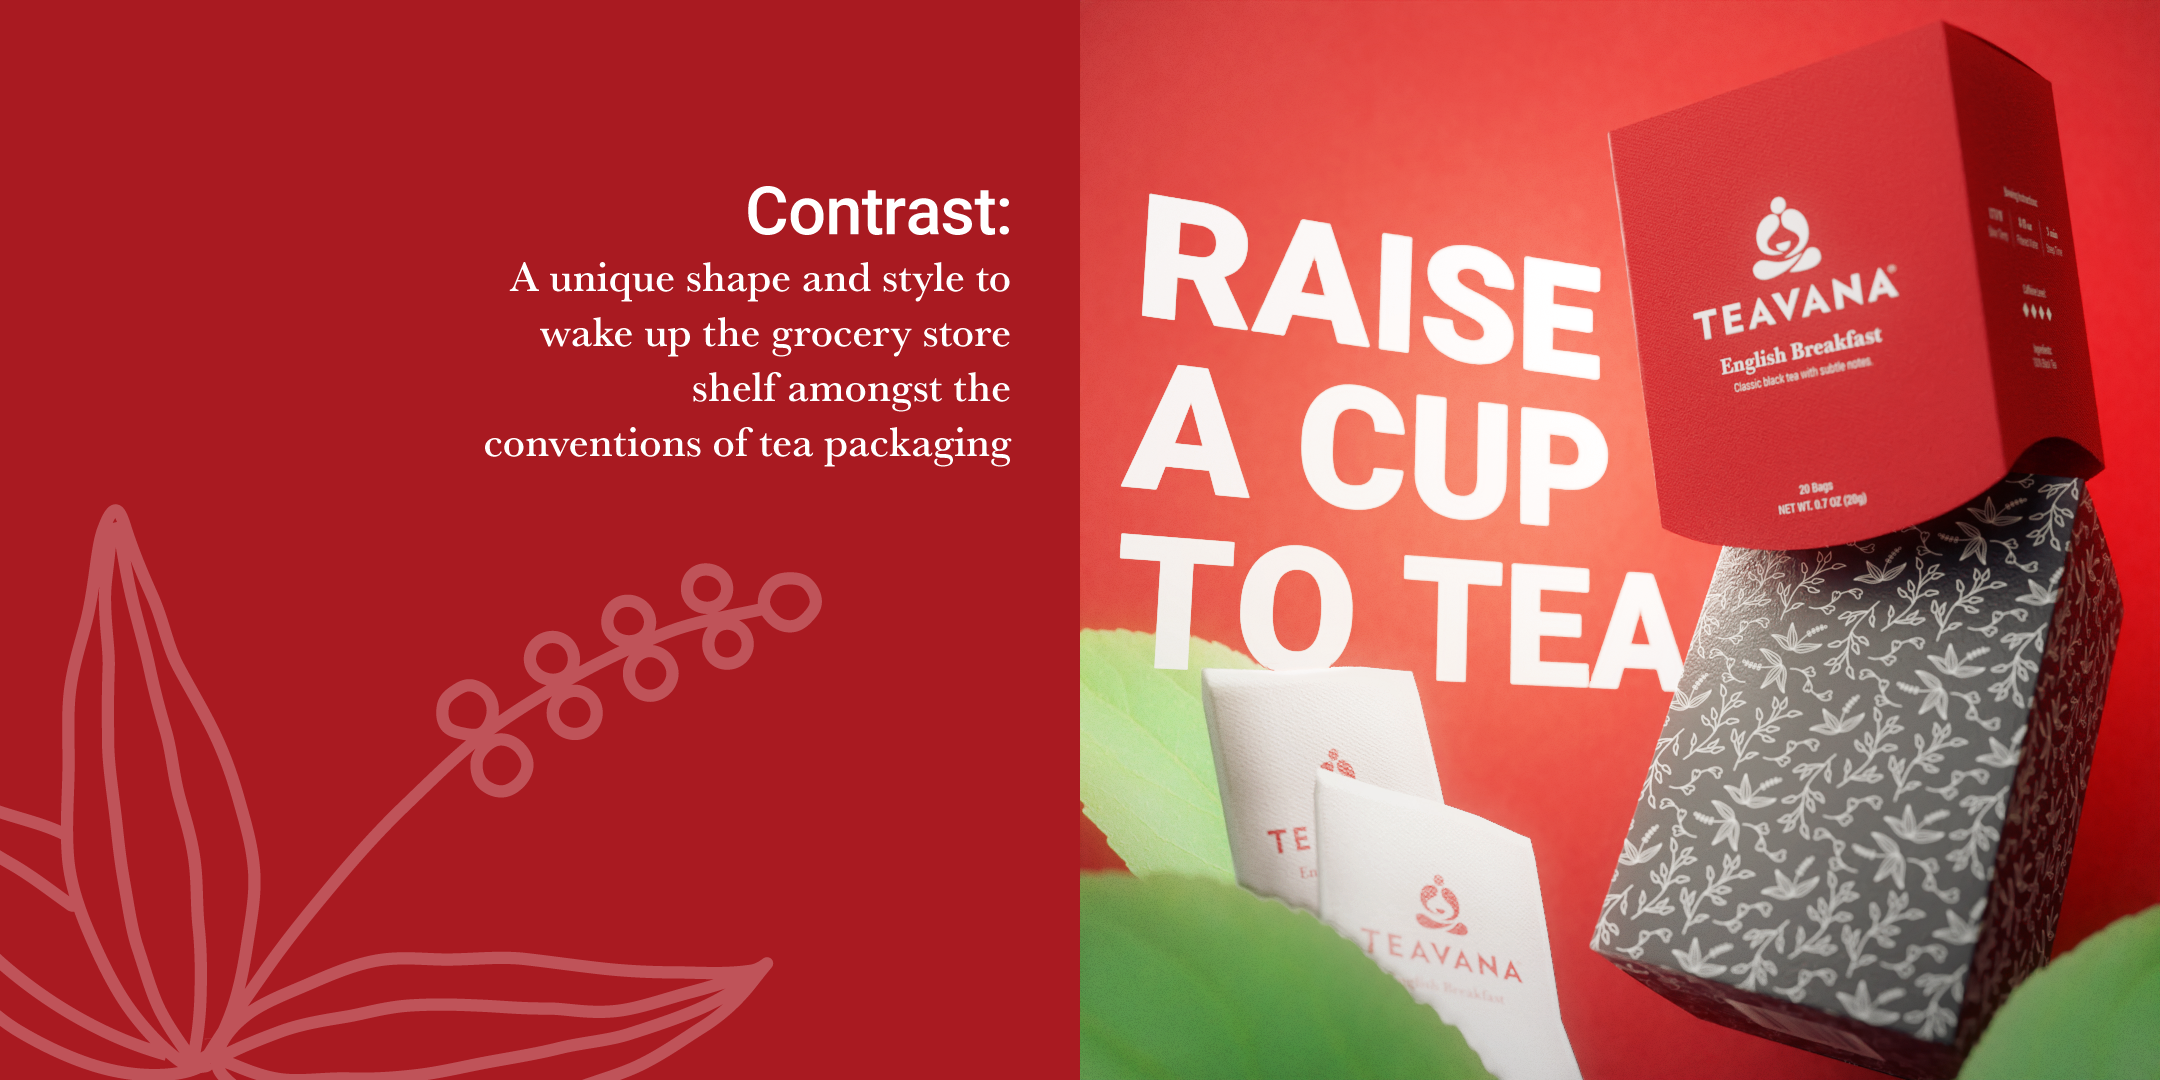 Contrast:
A unique shape and style to
wake up the grocery store
shelf amongst the
conventions of tea packaging
RAISE
A CUP
TO TEA
TEAVANA
English Breakfast
Classic black tea with subtle notes.
20 Bags
NET WT. 0.7 OZ (20g)
TE
En
TEAVANA
Breakfast